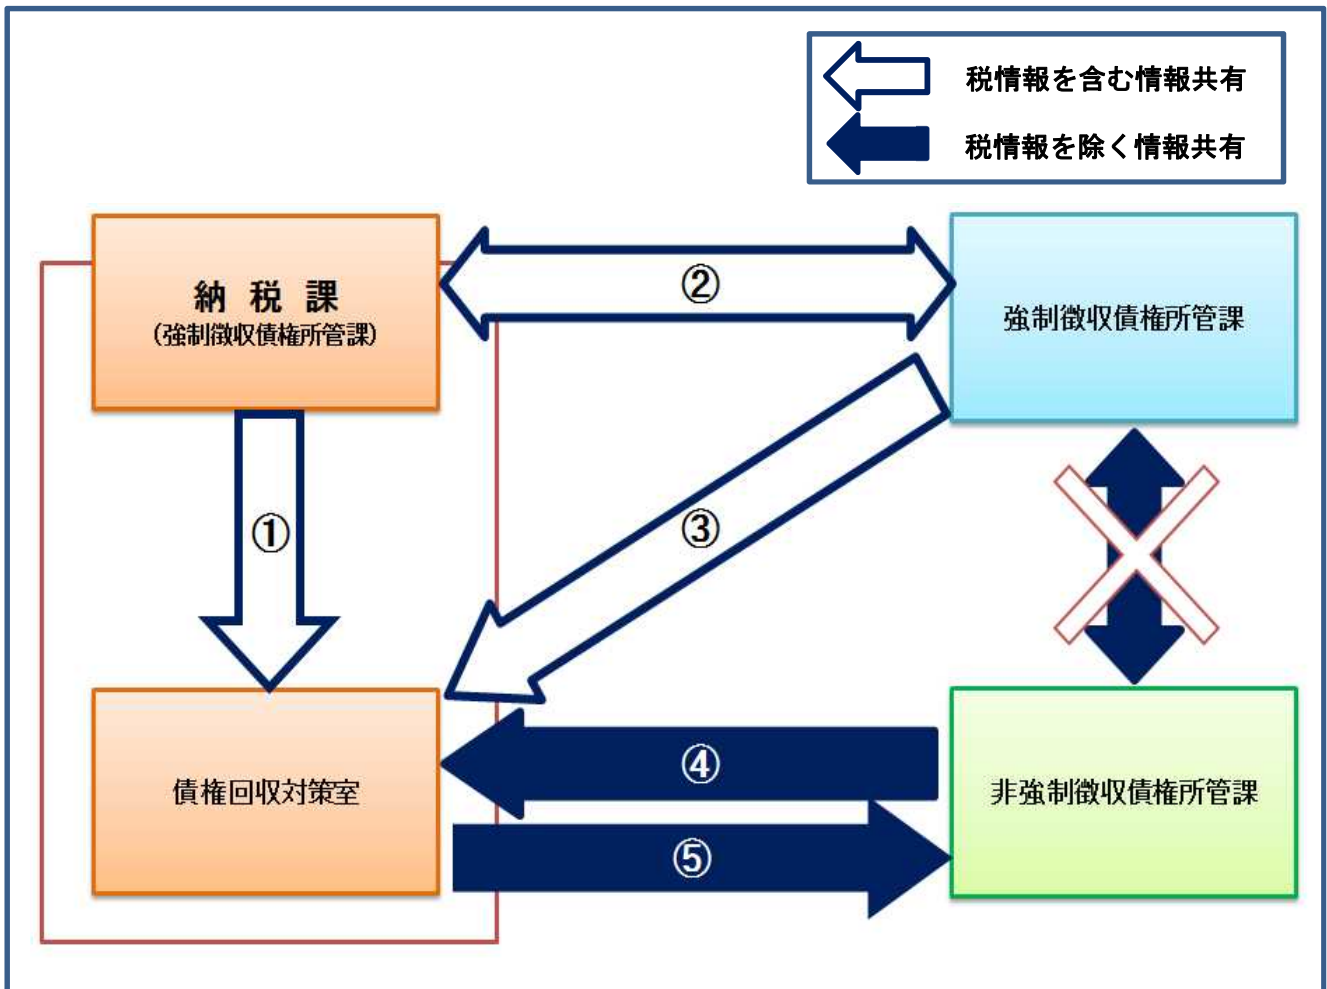 税情報を含む情報共有
税情報を除く情報共有
納 税 課
(強制徴収債権所管課)
②
強制徴収債権所管課
①
③
債権回収対策室
④
⑤
非強制徴収債権所管課